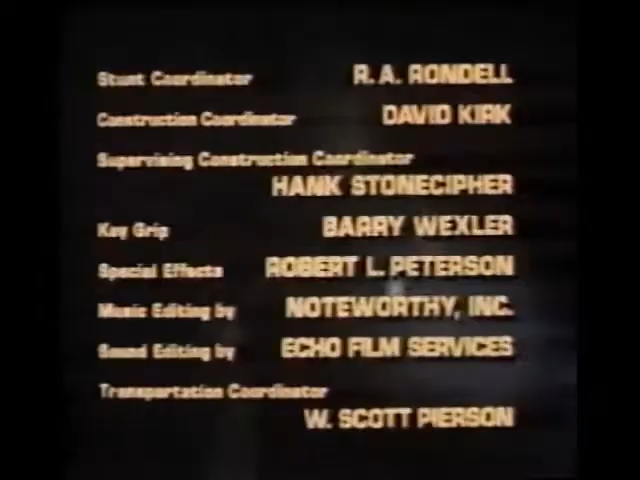 Stunt Coordinator R. A. RONDELL
Construction Coordinator DAVID KIRK
Supervising Construction Coordinator
HANK STONECIPHER
Key Grip BARRY WEXLER
Special Effects ROBERT L. PETERSON
Music Editing by NOTEWORTHY, INC.
Sound Editing by ECHO FILM SERVICES
Transportation Coordinator
W. SCOTT PIERSON